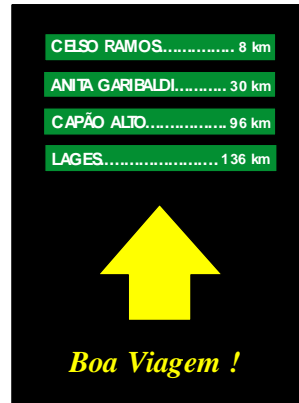 CELSO RAMOS............... 8 km
ANITA GARIBALDI........... 30 km
CAPÃO ALTO................. 96 km
LAGES....................... 136 km
Boa Viagem !